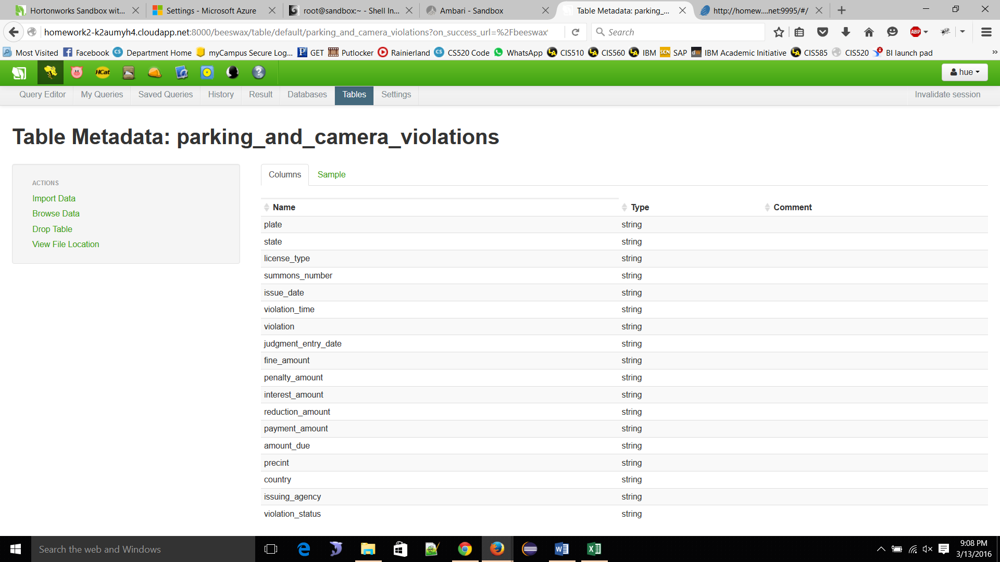 Hortonworks Sandbox wit... Settings - Microsoft Azure root@sandbox:~ - Shell In... Ambari - Sandbox Table Metadata: parking_... http://homew....net:9995/#/
homework2-k2aumyh4.cloudapp.net:8000/beeswax/table/default/parking_and_camera_violations?on_success_url=%2Fbeeswax Search ABP
Most Visited Facebook CS Department Home myCampus Secure Log... GET Putlocker Rainierland CS CS520 Code WhatsApp CIS510 CIS560 IBM SCN SAP dW IBM Academic Initiative CIS585 CIS520 BI launch pad »
HCat hue
Query Editor My Queries Saved Queries History Result Databases Tables Settings Invalidate session
Table Metadata: parking_and_camera_violations
ACTIONS
Import Data
Browse Data
Drop Table
View File Location
Columns Sample
Name Type Comment
plate string
state string
license_type string
summons_number string
issue_date string
violation_time string
violation string
judgment_entry_date string
fine_amount string
penalty_amount string
interest_amount string
reduction_amount string
payment_amount string
amount_due string
precint string
country string
issuing_agency string
violation_status string
Search the web and Windows
9:08 PM
3/13/2016